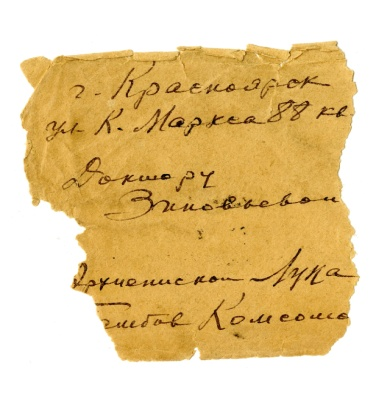 г. Красноярск
ул К. Маркса 88 кв
Доктору
Зиновьевой
Архиепископ Лука
Тамбов Комсомо